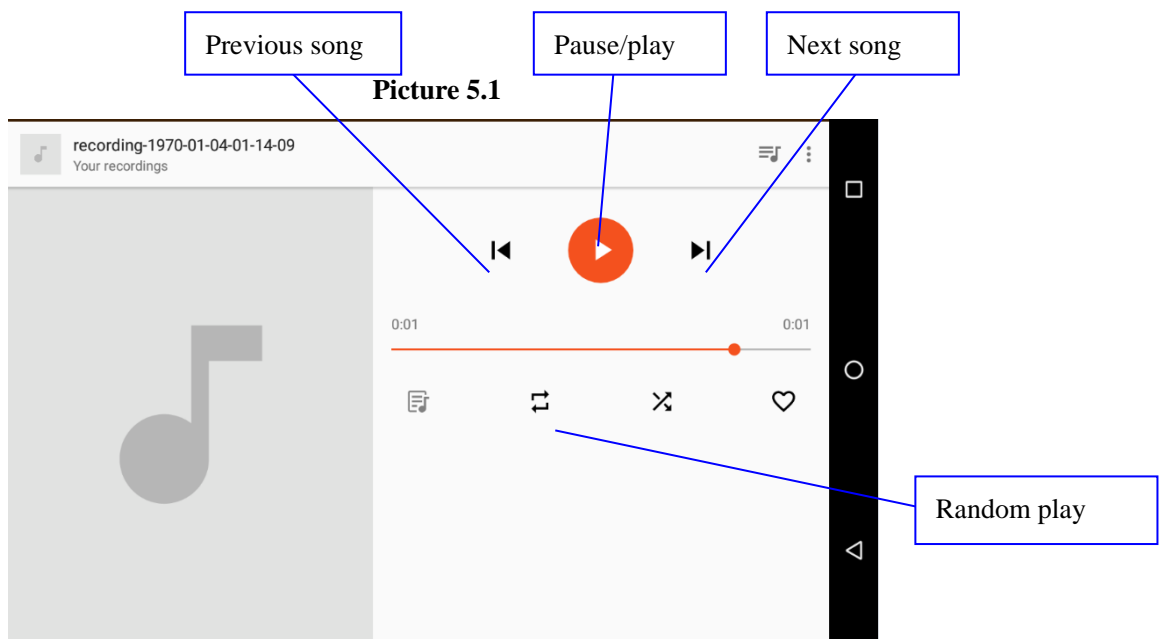 Previous song
Pause/play
Next song
Picture 5.1
recording-1970-01-04-01-14-09
Your recordings
0:01
0:01
Random play